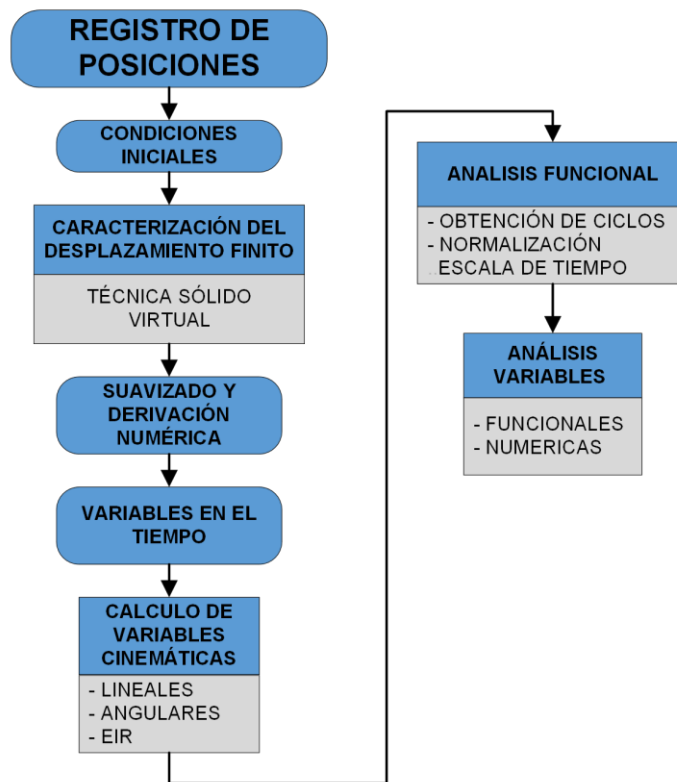 REGISTRO DE
POSICIONES
CONDICIONES
INICIALES
CARACTERIZACIÓN DEL
DESPLAZAMIENTO FINITO
TÉCNICA SÓLIDO
VIRTUAL
SUAVIZADO Y
DERIVACIÓN
NUMÉRICA
VARIABLES EN EL
TIEMPO
CALCULO DE
VARIABLES
CINEMÁTICAS
- LINEALES
- ANGULARES
- EIR
ANALISIS FUNCIONAL
- OBTENCIÓN DE CICLOS
- NORMALIZACIÓN
..ESCALA DE TIEMPO
ANÁLISIS
VARIABLES
- FUNCIONALES
- NUMERICAS